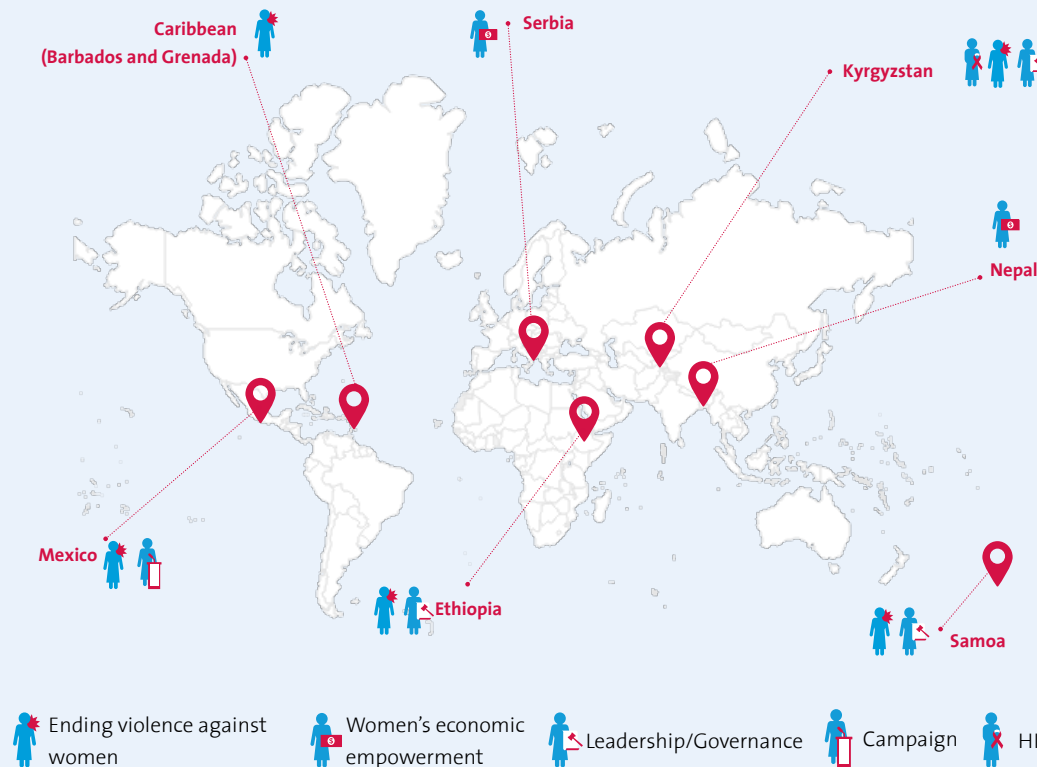 Caribbean
(Barbados and Grenada)
Serbia
Kyrgyzstan
Nepal
Mexico
Ethiopia
Samoa
Ending violence against
women
Women's economic
empowerment
Leadership/Governance
Campaign